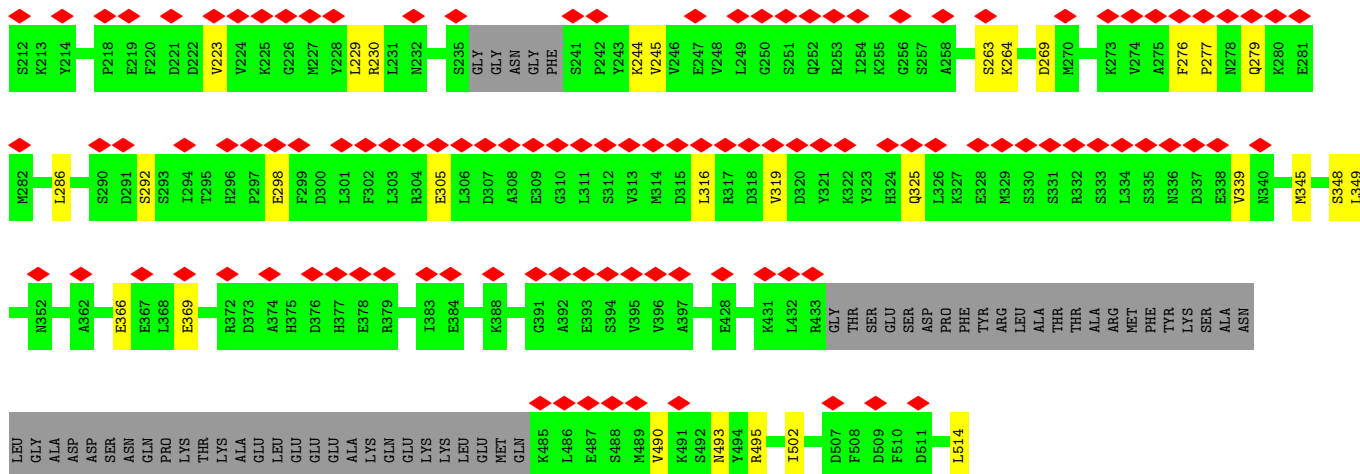 S212 K213 Y214 P218 E219 F220 D221 D222 V223 V224 K225 G226 M227 Y228 L229 R230 L231 N232 S235 GLY GLY ASN GLY PHE S241 P242 Y243 K244 V245 V246 E247 V248 L249 G250 S251 Q252 R253 I254 K255 G256 S257 A258 S263 K264 D269 M270 K273 V274 A275 F276 P277 N278 Q279 K280 E281
M282 L286 S290 D291 S292 S293 I294 T295 H296 P297 E298 F299 D300 L301 F302 L303 R304 E305 L306 D307 A308 E309 G310 L311 S312 V313 M314 D315 L316 R317 D318 V319 D320 Y321 K322 Y323 H324 Q325 L326 K327 E328 M329 S330 S331 R332 S333 L334 S335 N336 D337 E338 V339 N340 M345 S348 L349
N352 A362 E366 E367 L368 E369 R372 D373 A374 H375 D376 H377 E378 R379 I383 E384 K388 G391 A392 E393 S394 V395 V396 A397 E428 K431 L432 R433 GLY THR SER GLU SER ASP PRO PHE TYR ARG LEU ALA THR THR ALA ARG MET PHE TYR LYS SER ALA ASN
LEU GLY ALA ASP ASP SER ASN GLN PRO LYS THR LYS ALA GLU LEU GLU GLU GLU ALA LYS GLN GLU LYS LYS LEU GLU GLU MET GLN K485 L486 E487 S488 M489 V490 K491 S492 N493 Y494 R495 I502 D507 F508 D509 F510 D511 L514